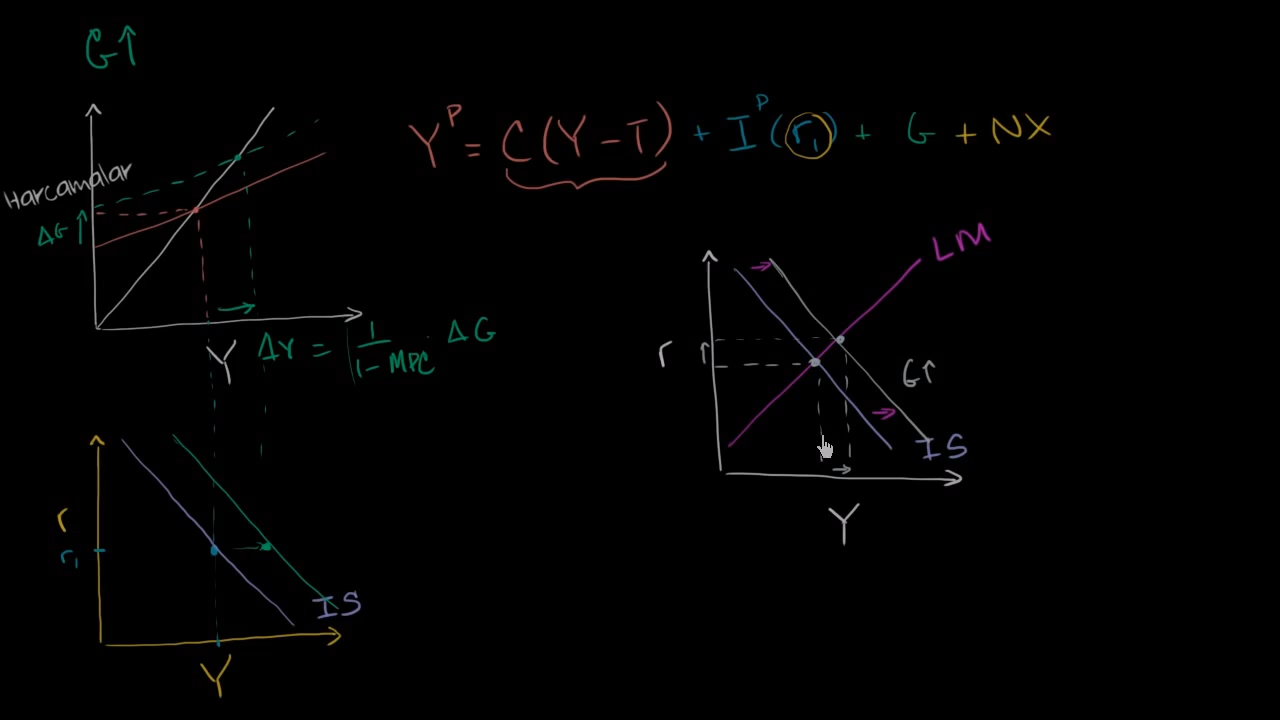 G↑
Y^P = C(Y-T) + I^P(r₁) + G + NX
Harcamalar
ΔG↑
Y
ΔY = 1/(1-MPC) · ΔG
LM
r ↑
G↑
IS
Y
r
r₁
IS
Y